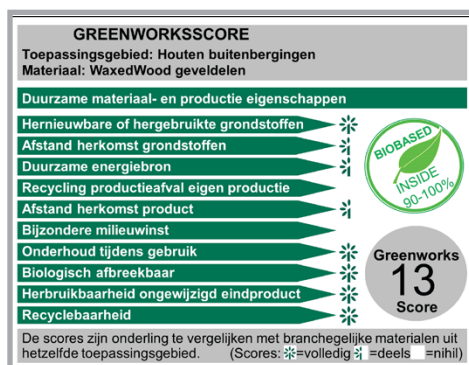 GREENWORKSSCORE
Toepassingsgebied: Houten buitenbergingen
Materiaal: WaxedWood geveldelen
Duurzame materiaal- en productie eigenschappen
Hernieuwbare of hergebruikte grondstoffen
Afstand herkomst grondstoffen
Duurzame energiebron
Recycling productieafval eigen productie
Afstand herkomst product
Bijzondere milieuwinst
Onderhoud tijdens gebruik
Biologisch afbreekbaar
Herbruikbaarheid ongewijzigd eindproduct
Recyclebaarheid
BIOBASED
INSIDE
90-100%
Greenworks
13
Score
De scores zijn onderling te vergelijken met branchegelijke materialen uit
hetzelfde toepassingsgebied. (Scores: =volledig =deels =nihil)